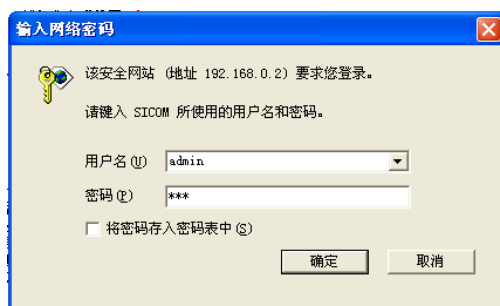 输入网络密码
该安全网站 (地址 192.168.0.2) 要求您登录。
请键入 SICOM 所使用的用户名和密码。
用户名(U) admin
密码(P) ***
将密码存入密码表中(S)
确定 取消